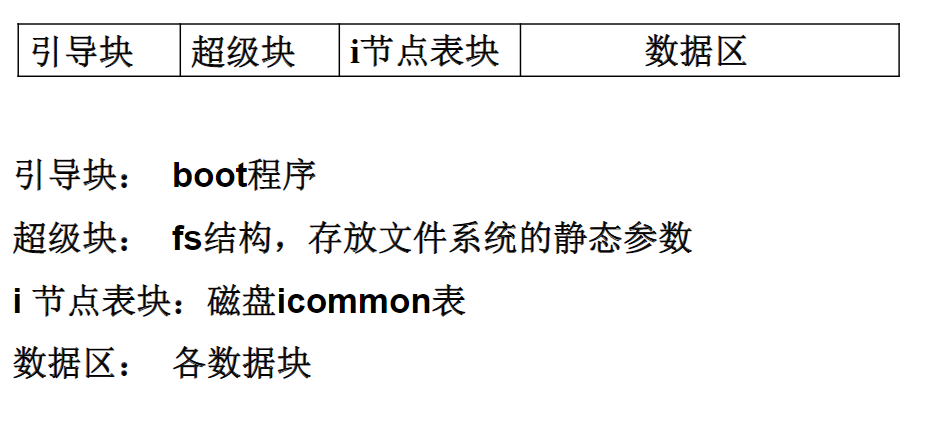 引导块 超级块 i节点表块 数据区
引导块： boot程序
超级块： fs结构，存放文件系统的静态参数
i 节点表块：磁盘icommon表
数据区： 各数据块